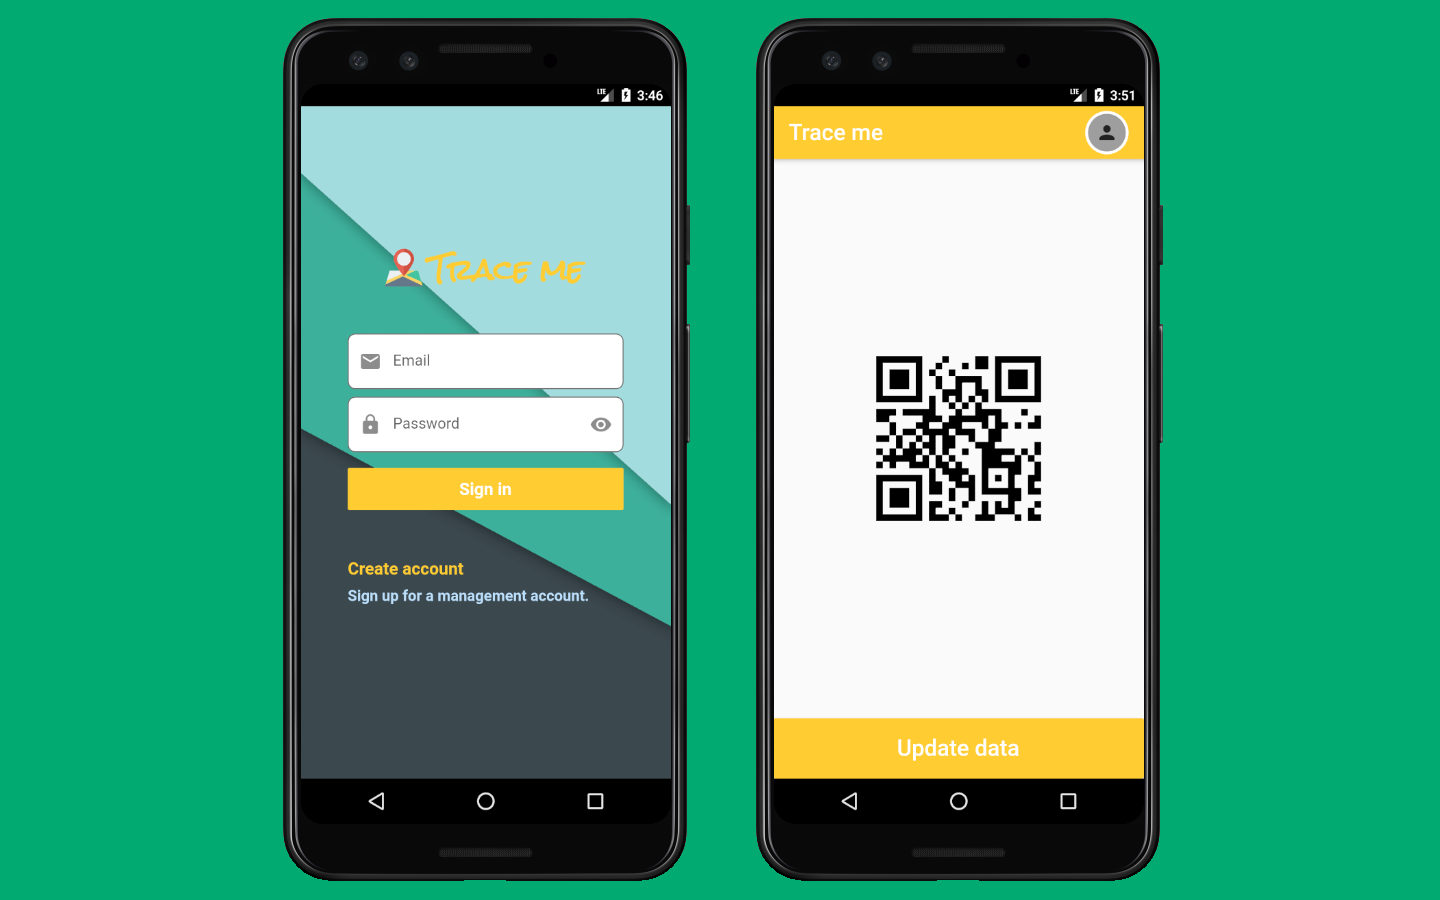 LTE 3:46
Trace me
Email
Password
Sign in
Create account
Sign up for a management account.
LTE 3:51
Trace me
Update data